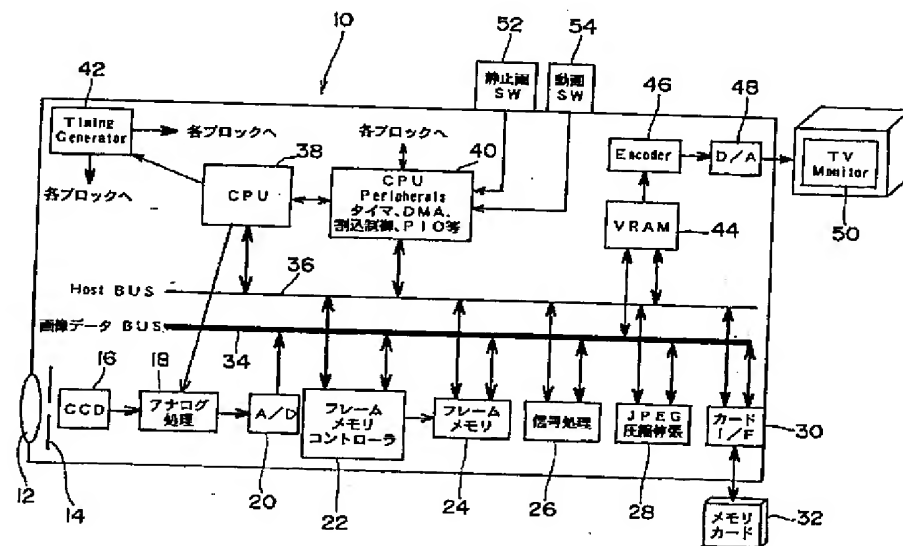 10
52
54
静止画
SW
動画
SW
42
Timing
Generator
各ブロックへ
各ブロックへ
38
CPU
各ブロックへ
40
CPU
Peripherals
タイマ、DMA、
割込制御、PIO等
46
Encoder
48
D/A
TV
Monitor
50
VRAM
44
Host BUS
36
画像データ BUS
34
16
CCD
18
アナログ
処理
A/D
20
フレーム
メモリ
コントローラ
22
フレーム
メモリ
24
信号処理
26
JPEG
圧縮伸張
28
カード
I/F
30
12
14
メモリ
カード
32